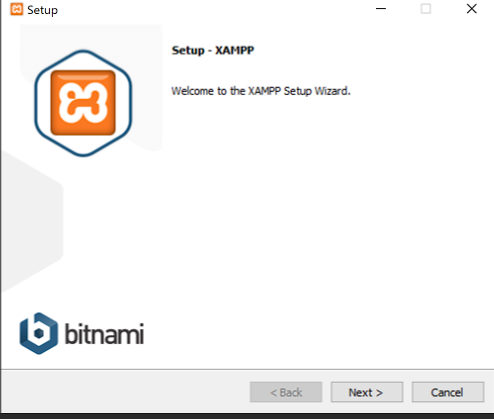 Setup
Setup - XAMPP
Welcome to the XAMPP Setup Wizard.
bitnami
< Back
Next >
Cancel